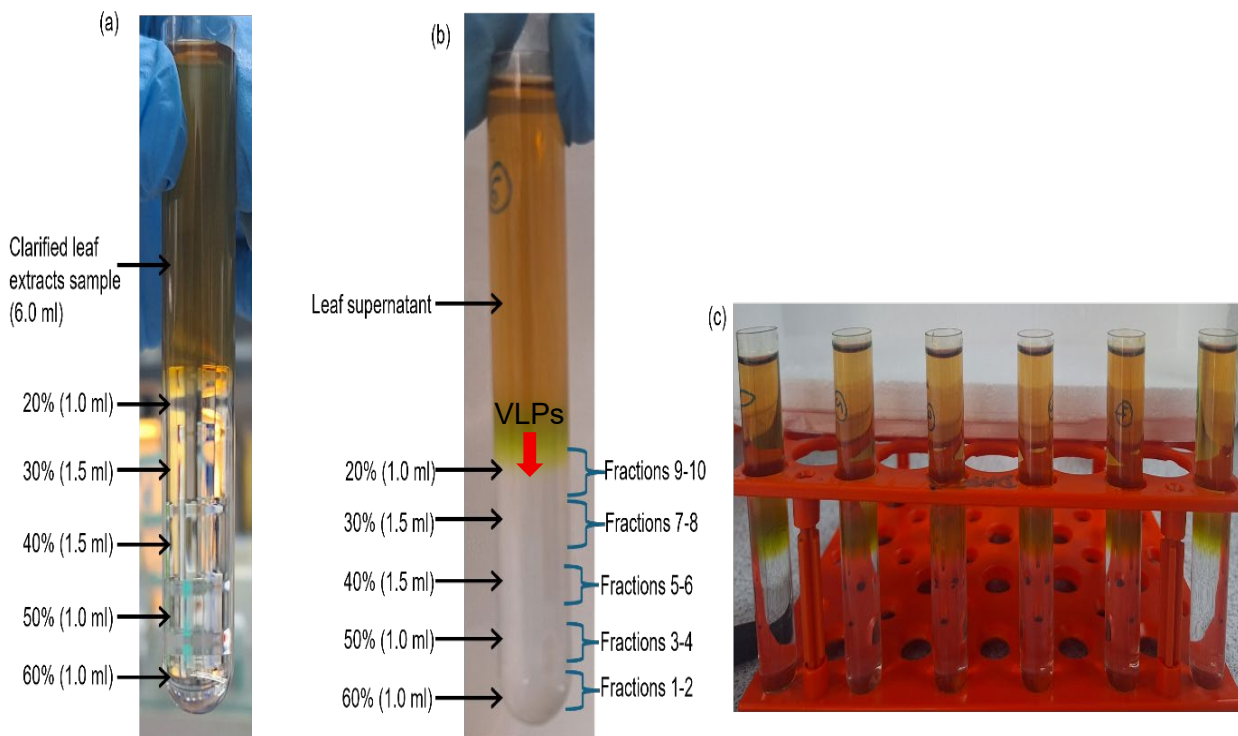 (a)
Clarified leaf
extracts sample
(6.0 ml)
20% (1.0 ml)
30% (1.5 ml)
40% (1.5 ml)
50% (1.0 ml)
60% (1.0 ml)
(b)
Leaf supernatant
VLPs
20% (1.0 ml)
30% (1.5 ml)
40% (1.5 ml)
50% (1.0 ml)
60% (1.0 ml)
Fractions 9-10
Fractions 7-8
Fractions 5-6
Fractions 3-4
Fractions 1-2
(c)